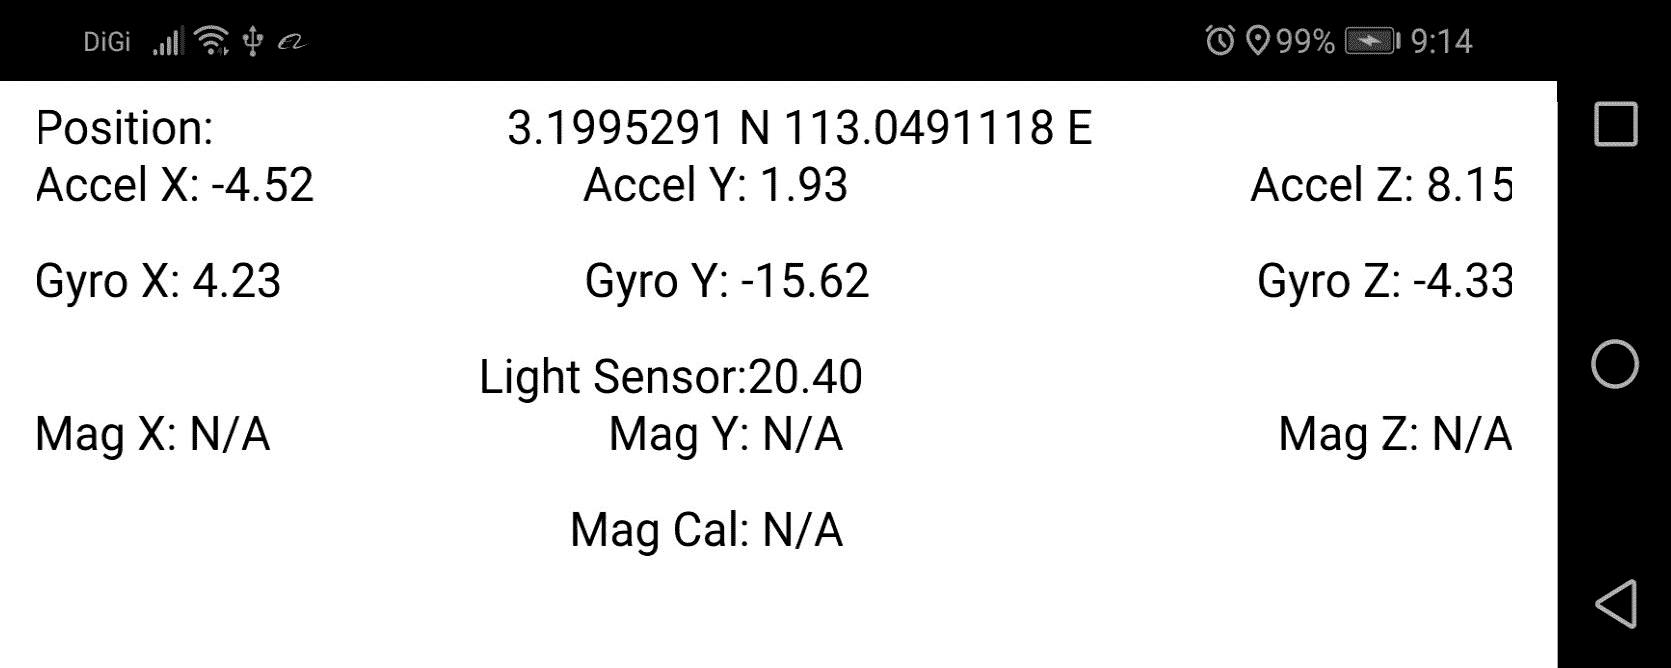 DiGi 99% 9:14
Position: 3.1995291 N 113.0491118 E
Accel X: -4.52 Accel Y: 1.93 Accel Z: 8.15
Gyro X: 4.23 Gyro Y: -15.62 Gyro Z: -4.33
Light Sensor:20.40
Mag X: N/A Mag Y: N/A Mag Z: N/A
Mag Cal: N/A